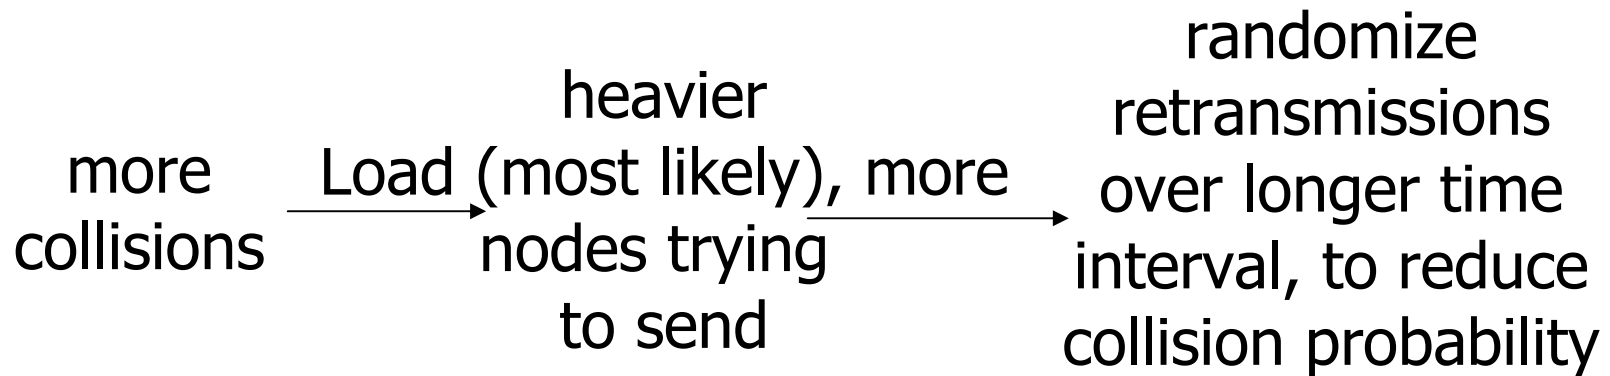 more
collisions
heavier
Load (most likely), more
nodes trying
to send
randomize
retransmissions
over longer time
interval, to reduce
collision probability